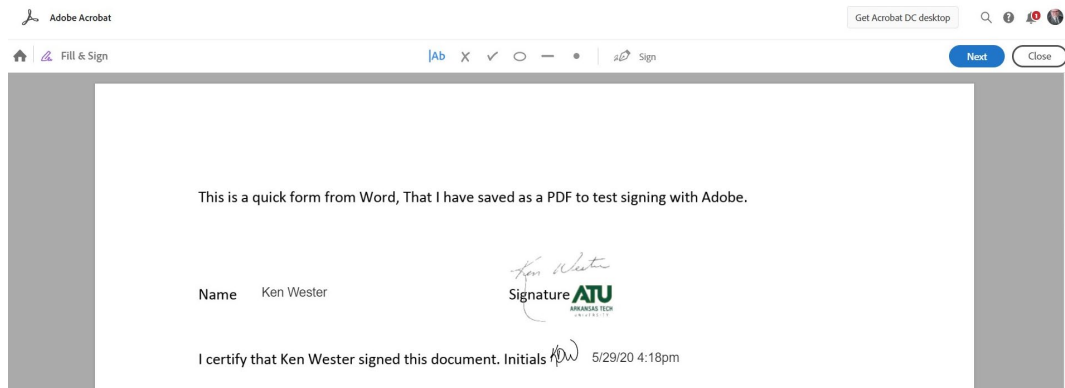 Adobe Acrobat Get Acrobat DC desktop
Fill & Sign Ab Sign Next Close
This is a quick form from Word, That I have saved as a PDF to test signing with Adobe.
Ken Wester
Name Ken Wester Signature ATU
ARKANSAS TECH
UNIVERSITY
I certify that Ken Wester signed this document. Initials KDW 5/29/20 4:18pm